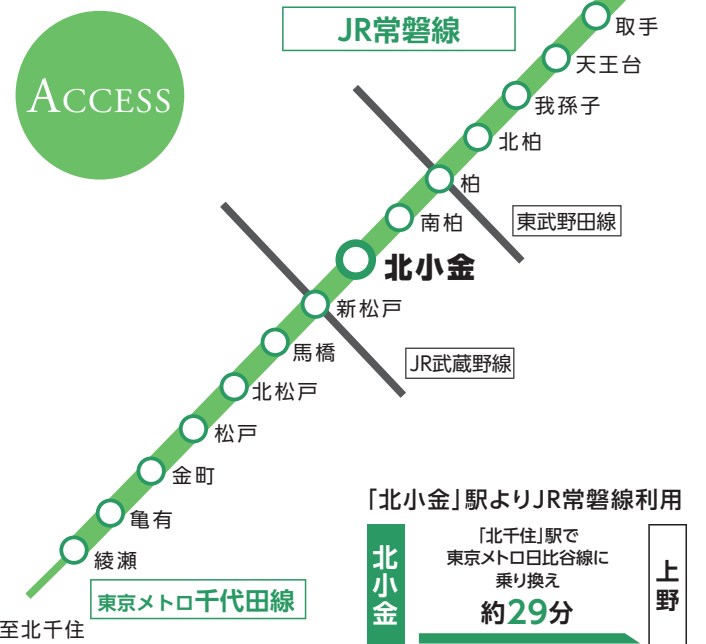 JR常磐線
ACCESS
取手
天王台
我孫子
北柏
柏
南柏
東武野田線
北小金
新松戸
馬橋
JR武蔵野線
北松戸
松戸
金町
亀有
綾瀬
東京メトロ千代田線
至北千住
「北小金」駅よりJR常磐線利用
北小金
「北千住」駅で
東京メトロ日比谷線に
乗り換え
約29分
上野